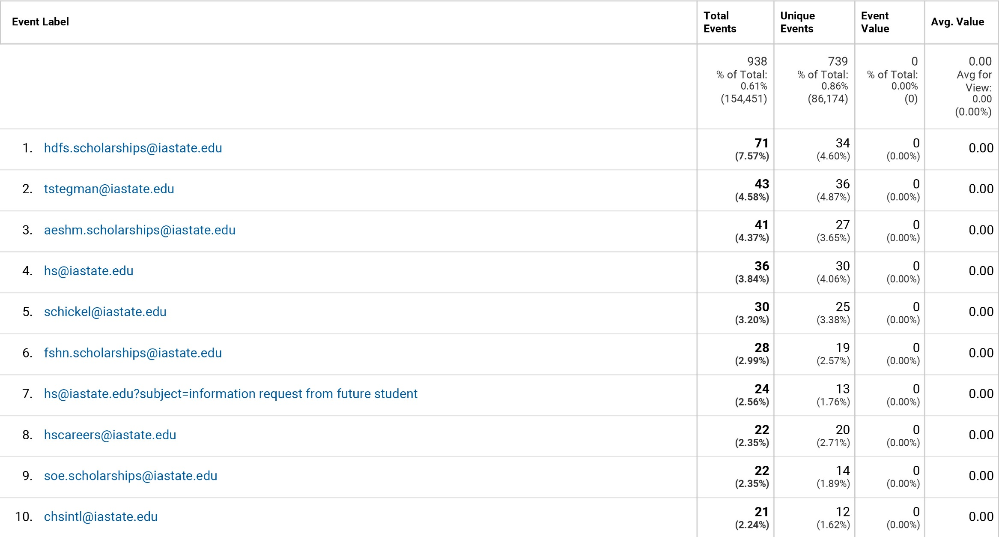 Event Label Total Events Unique Events Event Value Avg. Value
938 739 0 0.00
% of Total: % of Total: % of Total: Avg for
0.61% 0.86% 0.00% View:
(154,451) (86,174) (0) 0.00
(0.00%)
1. hdfs.scholarships@iastate.edu 71 34 0 0.00
(7.57%) (4.60%) (0.00%)
2. tstegman@iastate.edu 43 36 0 0.00
(4.58%) (4.87%) (0.00%)
3. aeshm.scholarships@iastate.edu 41 27 0 0.00
(4.37%) (3.65%) (0.00%)
4. hs@iastate.edu 36 30 0 0.00
(3.84%) (4.06%) (0.00%)
5. schickel@iastate.edu 30 25 0 0.00
(3.20%) (3.38%) (0.00%)
6. fshn.scholarships@iastate.edu 28 19 0 0.00
(2.99%) (2.57%) (0.00%)
7. hs@iastate.edu?subject=information request from future student 24 13 0 0.00
(2.56%) (1.76%) (0.00%)
8. hscareers@iastate.edu 22 20 0 0.00
(2.35%) (2.71%) (0.00%)
9. soe.scholarships@iastate.edu 22 14 0 0.00
(2.35%) (1.89%) (0.00%)
10. chsintl@iastate.edu 21 12 0 0.00
(2.24%) (1.62%) (0.00%)